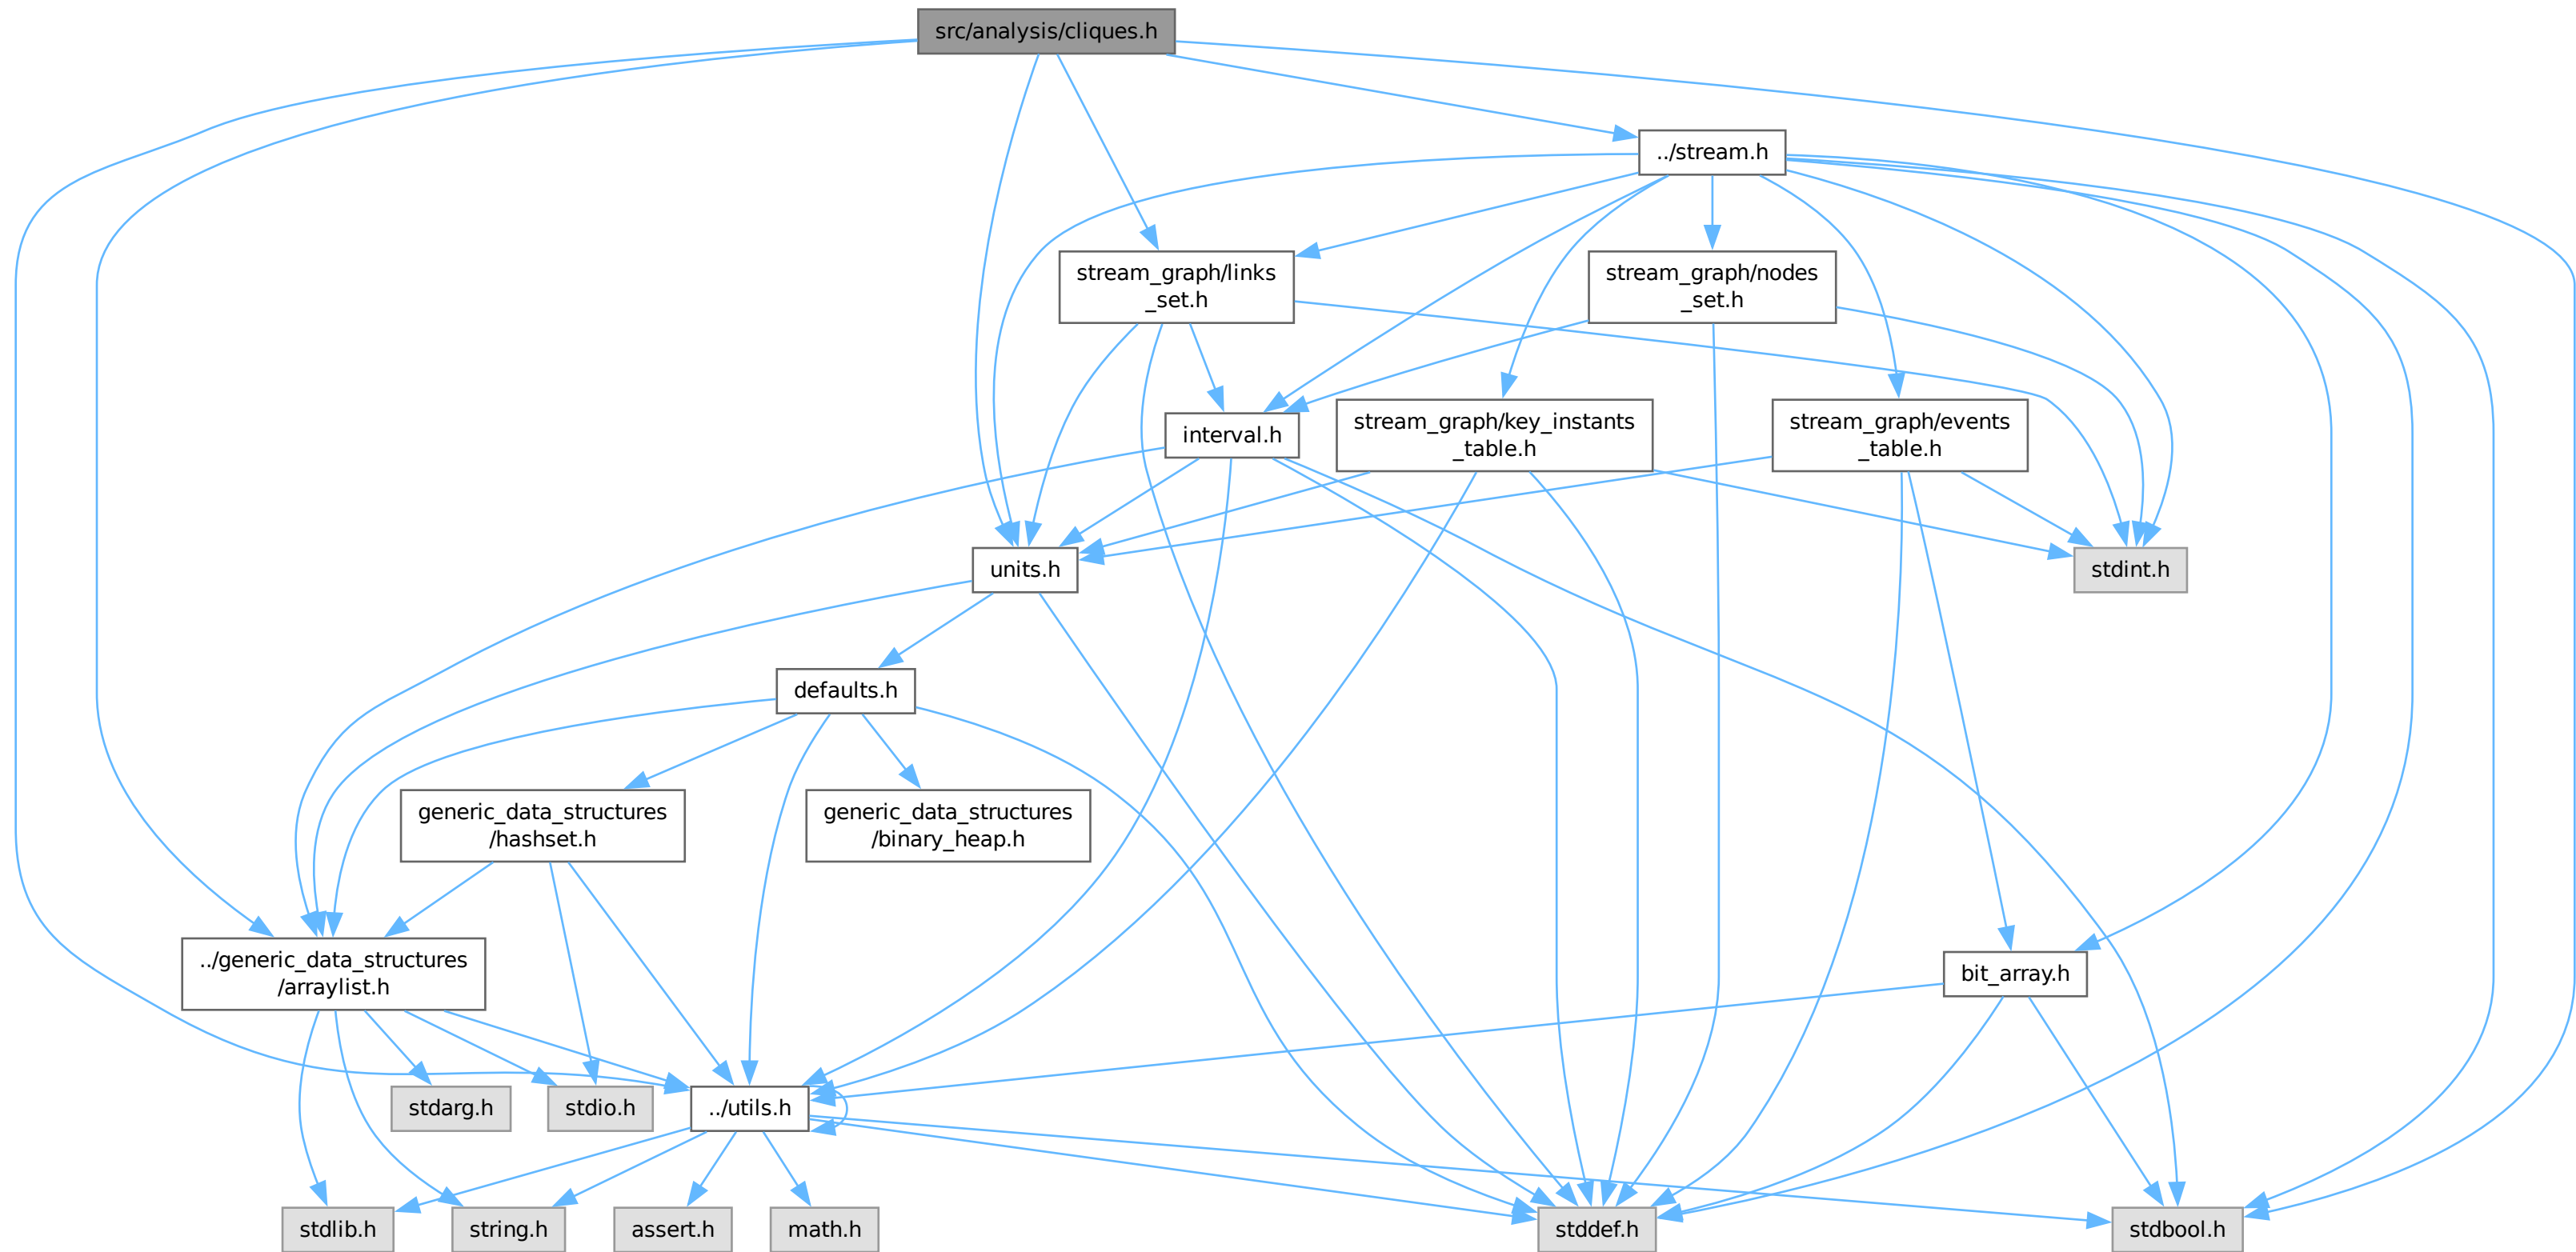 src/analysis/cliques.h
../stream.h
stream_graph/links
_set.h
stream_graph/nodes
_set.h
interval.h
stream_graph/key_instants
_table.h
stream_graph/events
_table.h
units.h
stdint.h
defaults.h
generic_data_structures
/hashset.h
generic_data_structures
/binary_heap.h
../generic_data_structures
/arraylist.h
bit_array.h
stdarg.h
stdio.h
../utils.h
stdlib.h
string.h
assert.h
math.h
stddef.h
stdbool.h